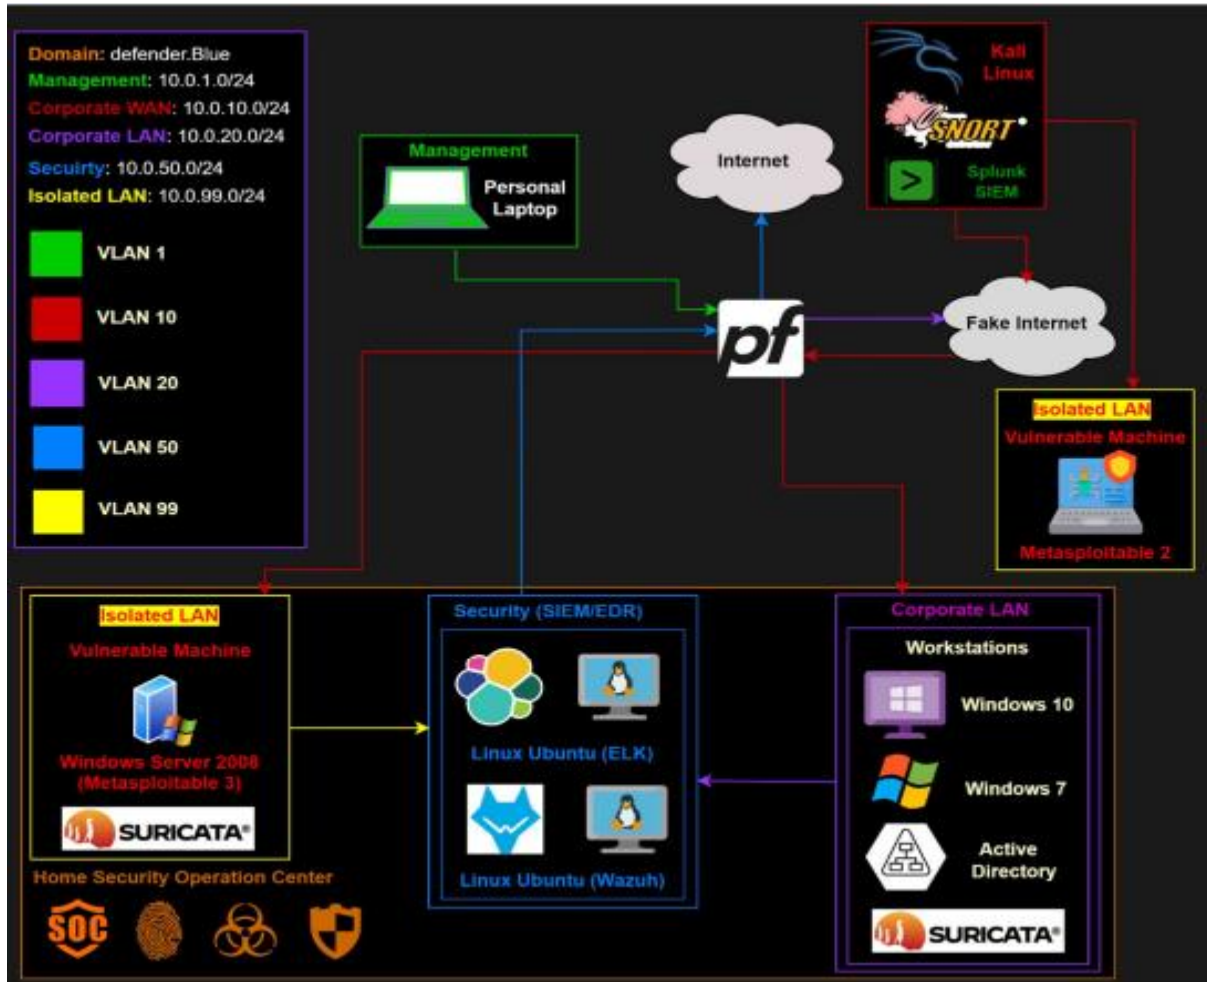 Domain: defender.Blue
Management: 10.0.1.0/24
Corporate WAN: 10.0.10.0/24
Corporate LAN: 10.0.20.0/24
Secuirty: 10.0.50.0/24
Isolated LAN: 10.0.99.0/24
VLAN 1
VLAN 10
VLAN 20
VLAN 50
VLAN 99
Management
Personal
Laptop
Internet
Kali
Linux
SNORT
>
Splunk
SIEM
pf
Fake Internet
Isolated LAN
Vulnerable Machine
Metasploitable 2
Isolated LAN
Vulnerable Machine
Windows Server 2008
(Metasploitable 3)
SURICATA®
Home Security Operation Center
SOC
Security (SIEM/EDR)
Linux Ubuntu (ELK)
Linux Ubuntu (Wazuh)
Corporate LAN
Workstations
Windows 10
Windows 7
Active
Directory
SURICATA®